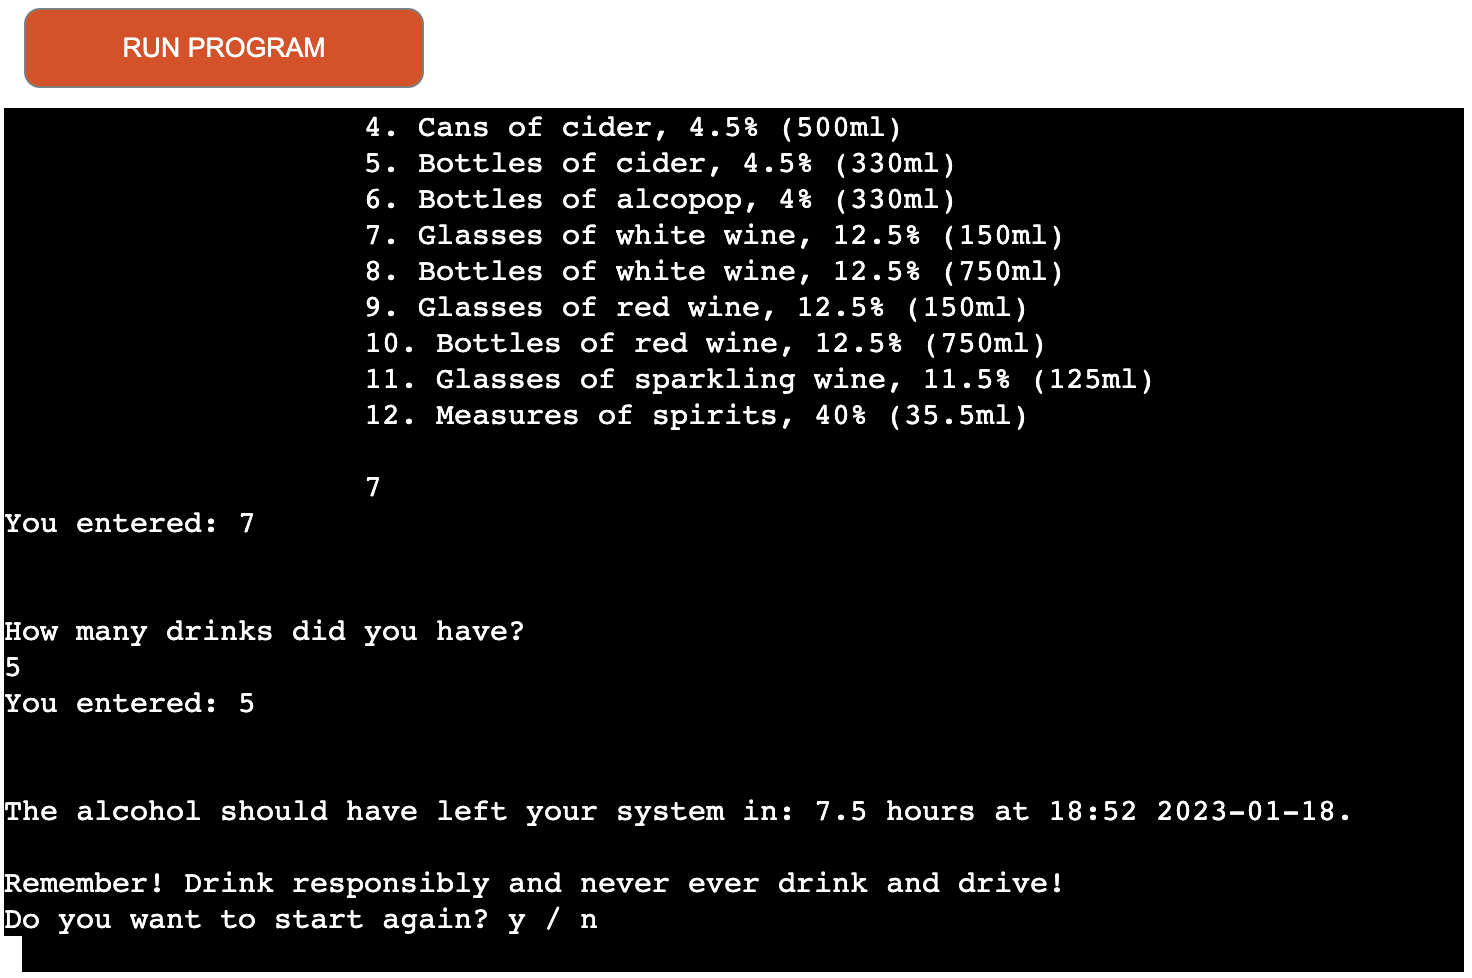 RUN PROGRAM
4. Cans of cider, 4.5% (500ml)
5. Bottles of cider, 4.5% (330ml)
6. Bottles of alcopop, 4% (330ml)
7. Glasses of white wine, 12.5% (150ml)
8. Bottles of white wine, 12.5% (750ml)
9. Glasses of red wine, 12.5% (150ml)
10. Bottles of red wine, 12.5% (750ml)
11. Glasses of sparkling wine, 11.5% (125ml)
12. Measures of spirits, 40% (35.5ml)
7
You entered: 7
How many drinks did you have?
5
You entered: 5
The alcohol should have left your system in: 7.5 hours at 18:52 2023-01-18.
Remember! Drink responsibly and never ever drink and drive!
Do you want to start again? y / n